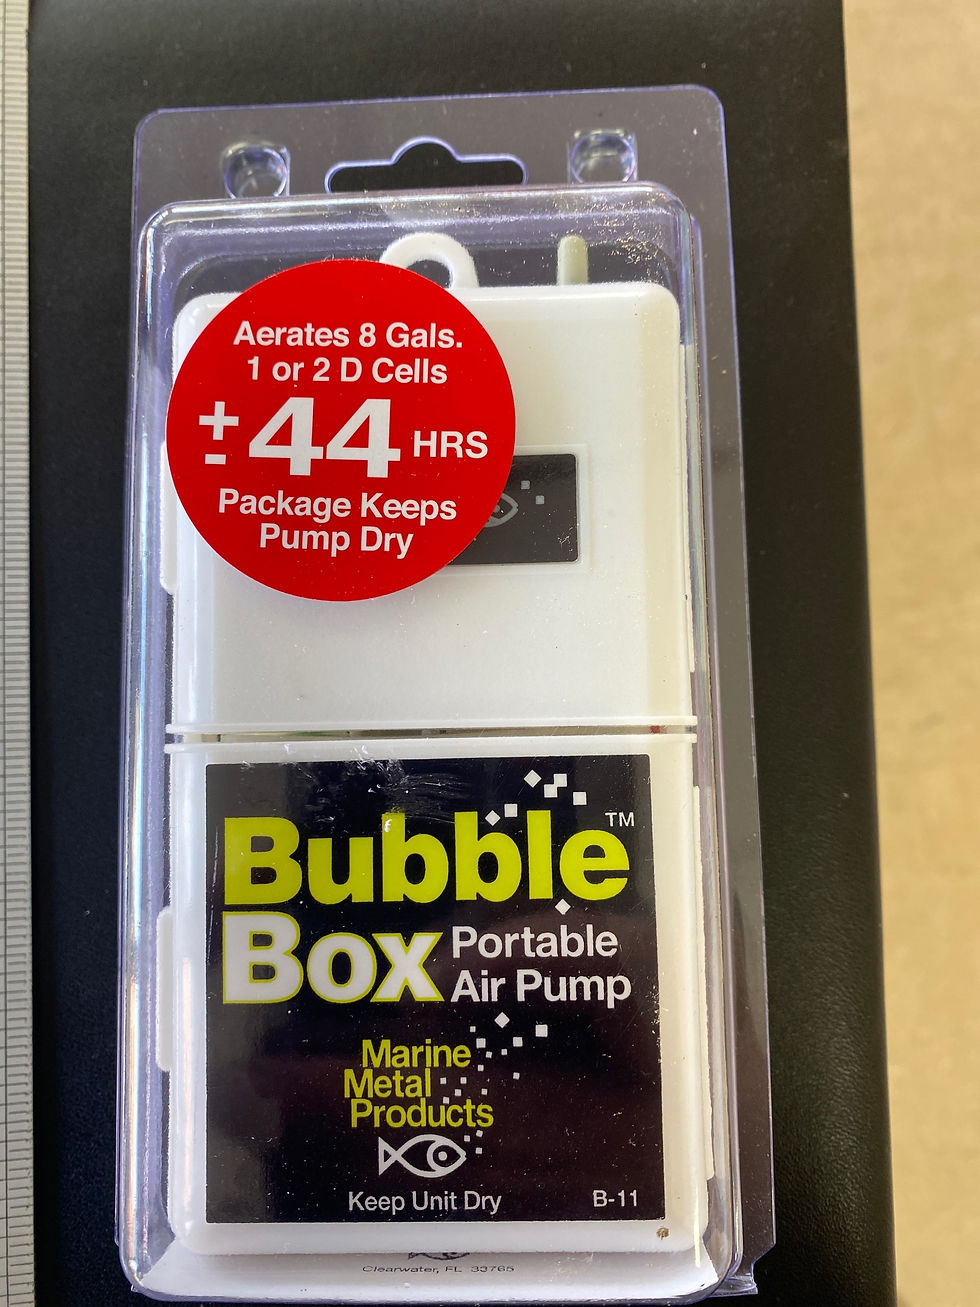 Aerates 8 Gals.
1 or 2 D Cells
±44 HRS
Package Keeps
Pump Dry
Bubble™
Box Portable
Air Pump
Marine
Metal
Products
Keep Unit Dry
B-11
Clearwater, FL 33765